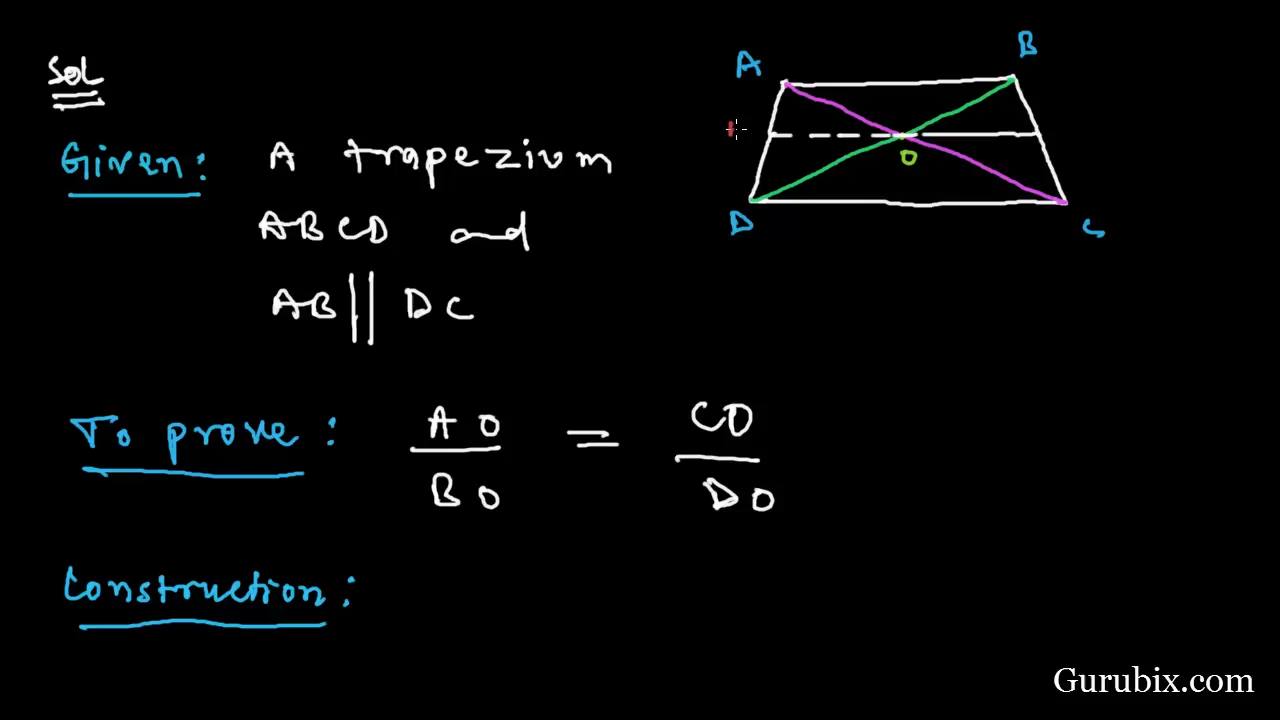 Sol
Given: A trapezium
ABCD and
AB || DC
To prove: AO / BO = CO / DO
Construction:
A
B
O
D
C
Gurubix.com